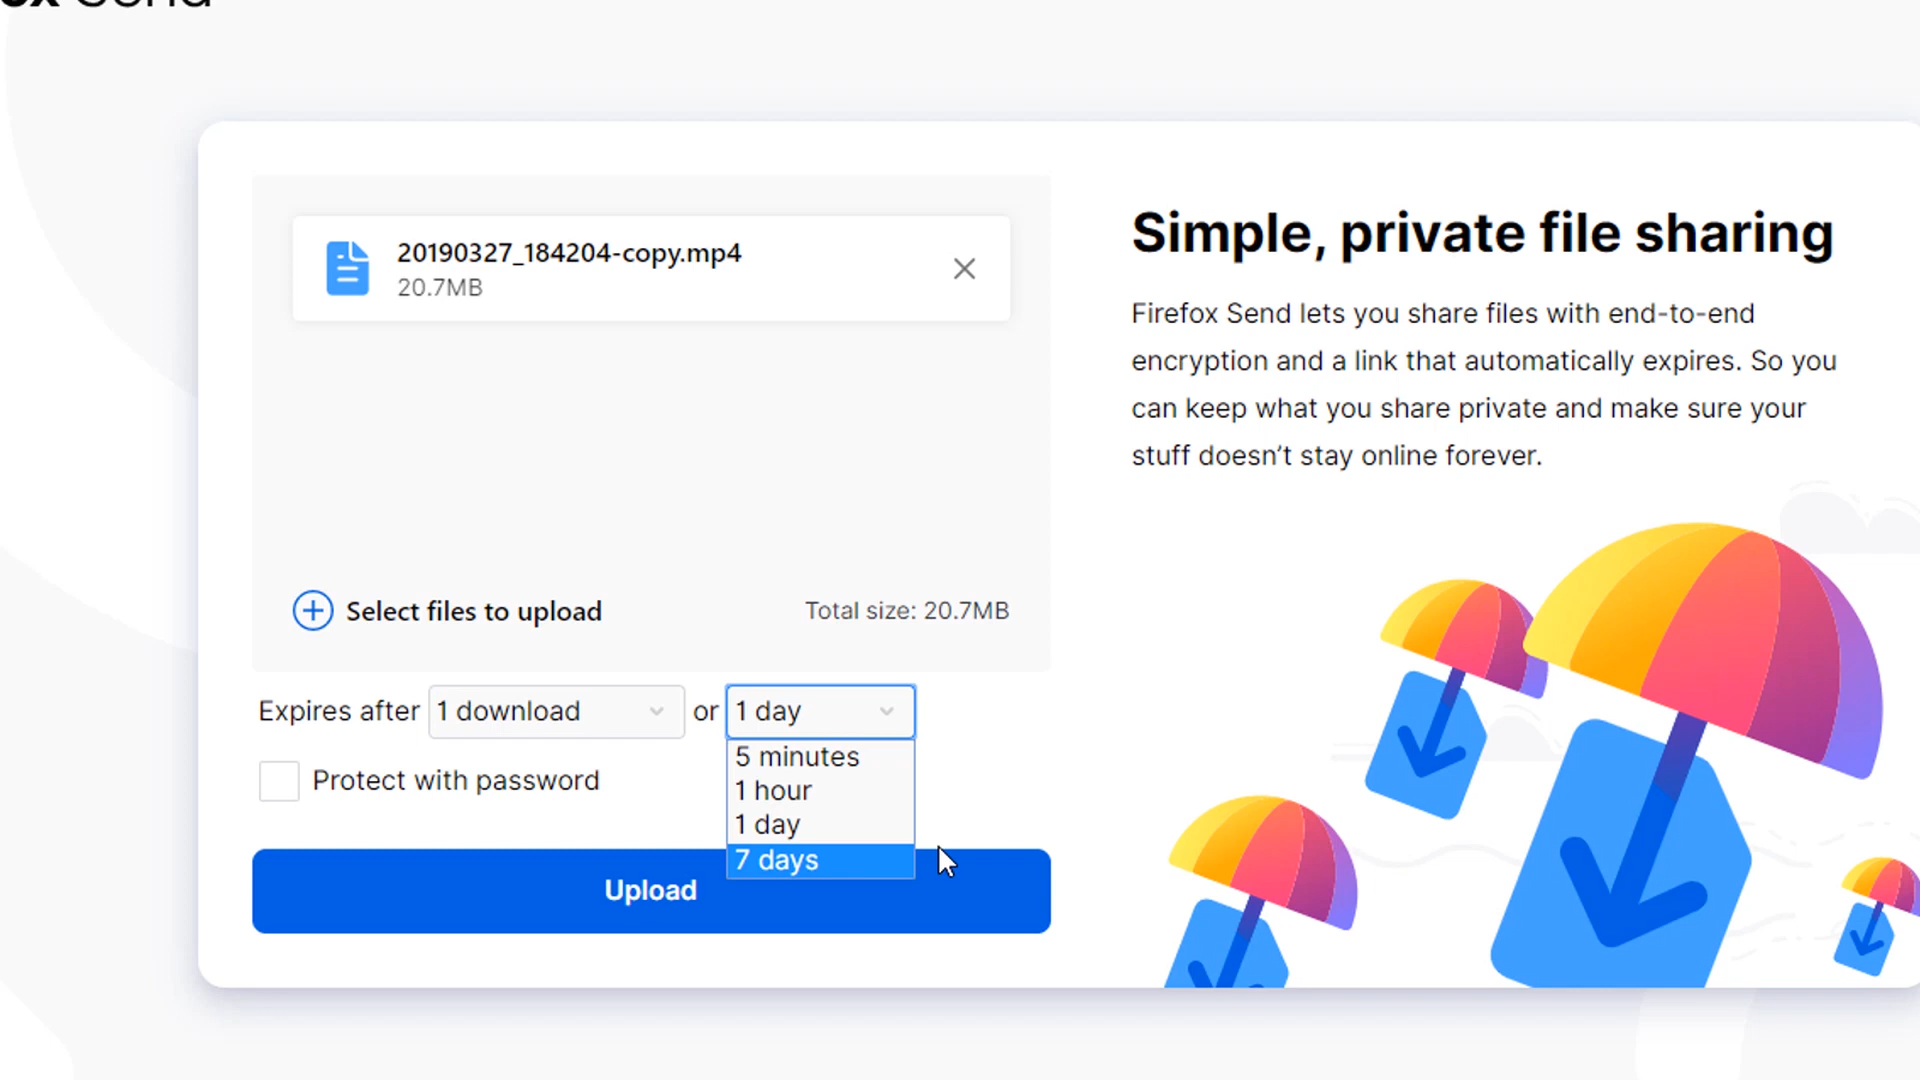 20190327_184204-copy.mp4
20.7MB
Select files to upload
Total size: 20.7MB
Expires after 1 download or 1 day
5 minutes
1 hour
1 day
7 days
Protect with password
Upload
Simple, private file sharing
Firefox Send lets you share files with end-to-end
encryption and a link that automatically expires. So you
can keep what you share private and make sure your
stuff doesn’t stay online forever.